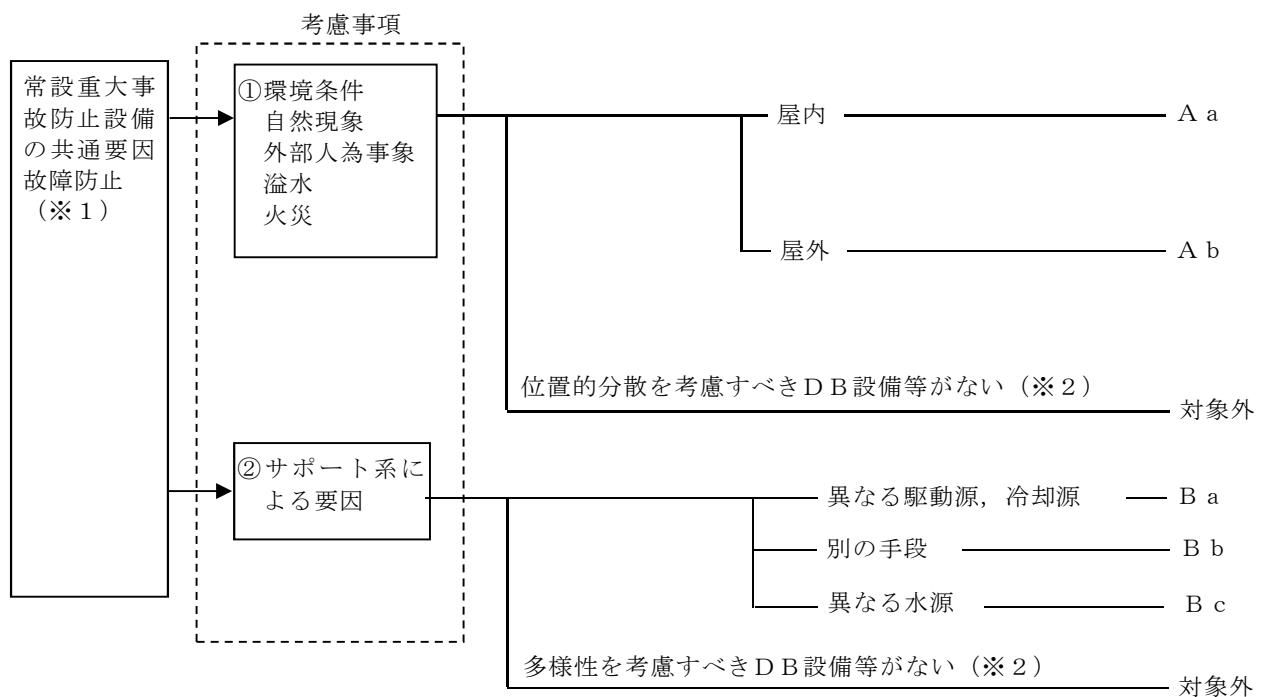 考慮事項
常設重大事
故防止設備
の共通要因
故障防止
（※１）
①環境条件
自然現象
外部人為事象
溢水
火災
屋内 Ａａ
屋外 Ａｂ
位置的分散を考慮すべきＤＢ設備等がない（※２）
対象外
②サポート系に
よる要因
異なる駆動源，冷却源 Ｂａ
別の手段 Ｂｂ
異なる水源 Ｂｃ
多様性を考慮すべきＤＢ設備等がない（※２）
対象外